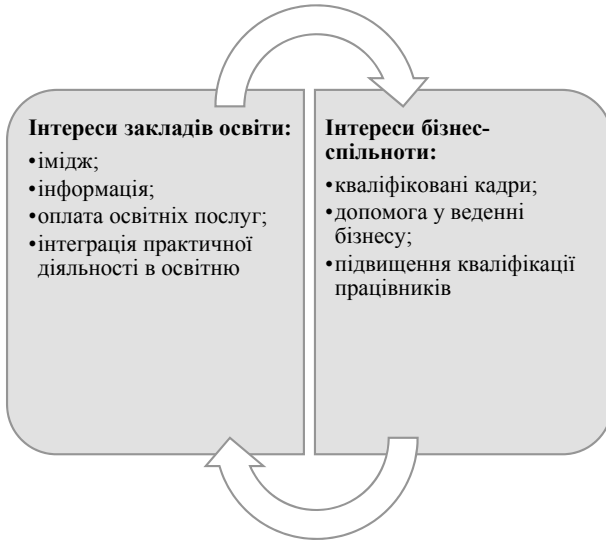 Інтереси закладів освіти:
•імідж;
•інформація;
•оплата освітніх послуг;
•інтеграція практичної
діяльності в освітню
Інтереси бізнес-
спільноти:
•кваліфіковані кадри;
•допомога у веденні
бізнесу;
•підвищення кваліфікації
працівників